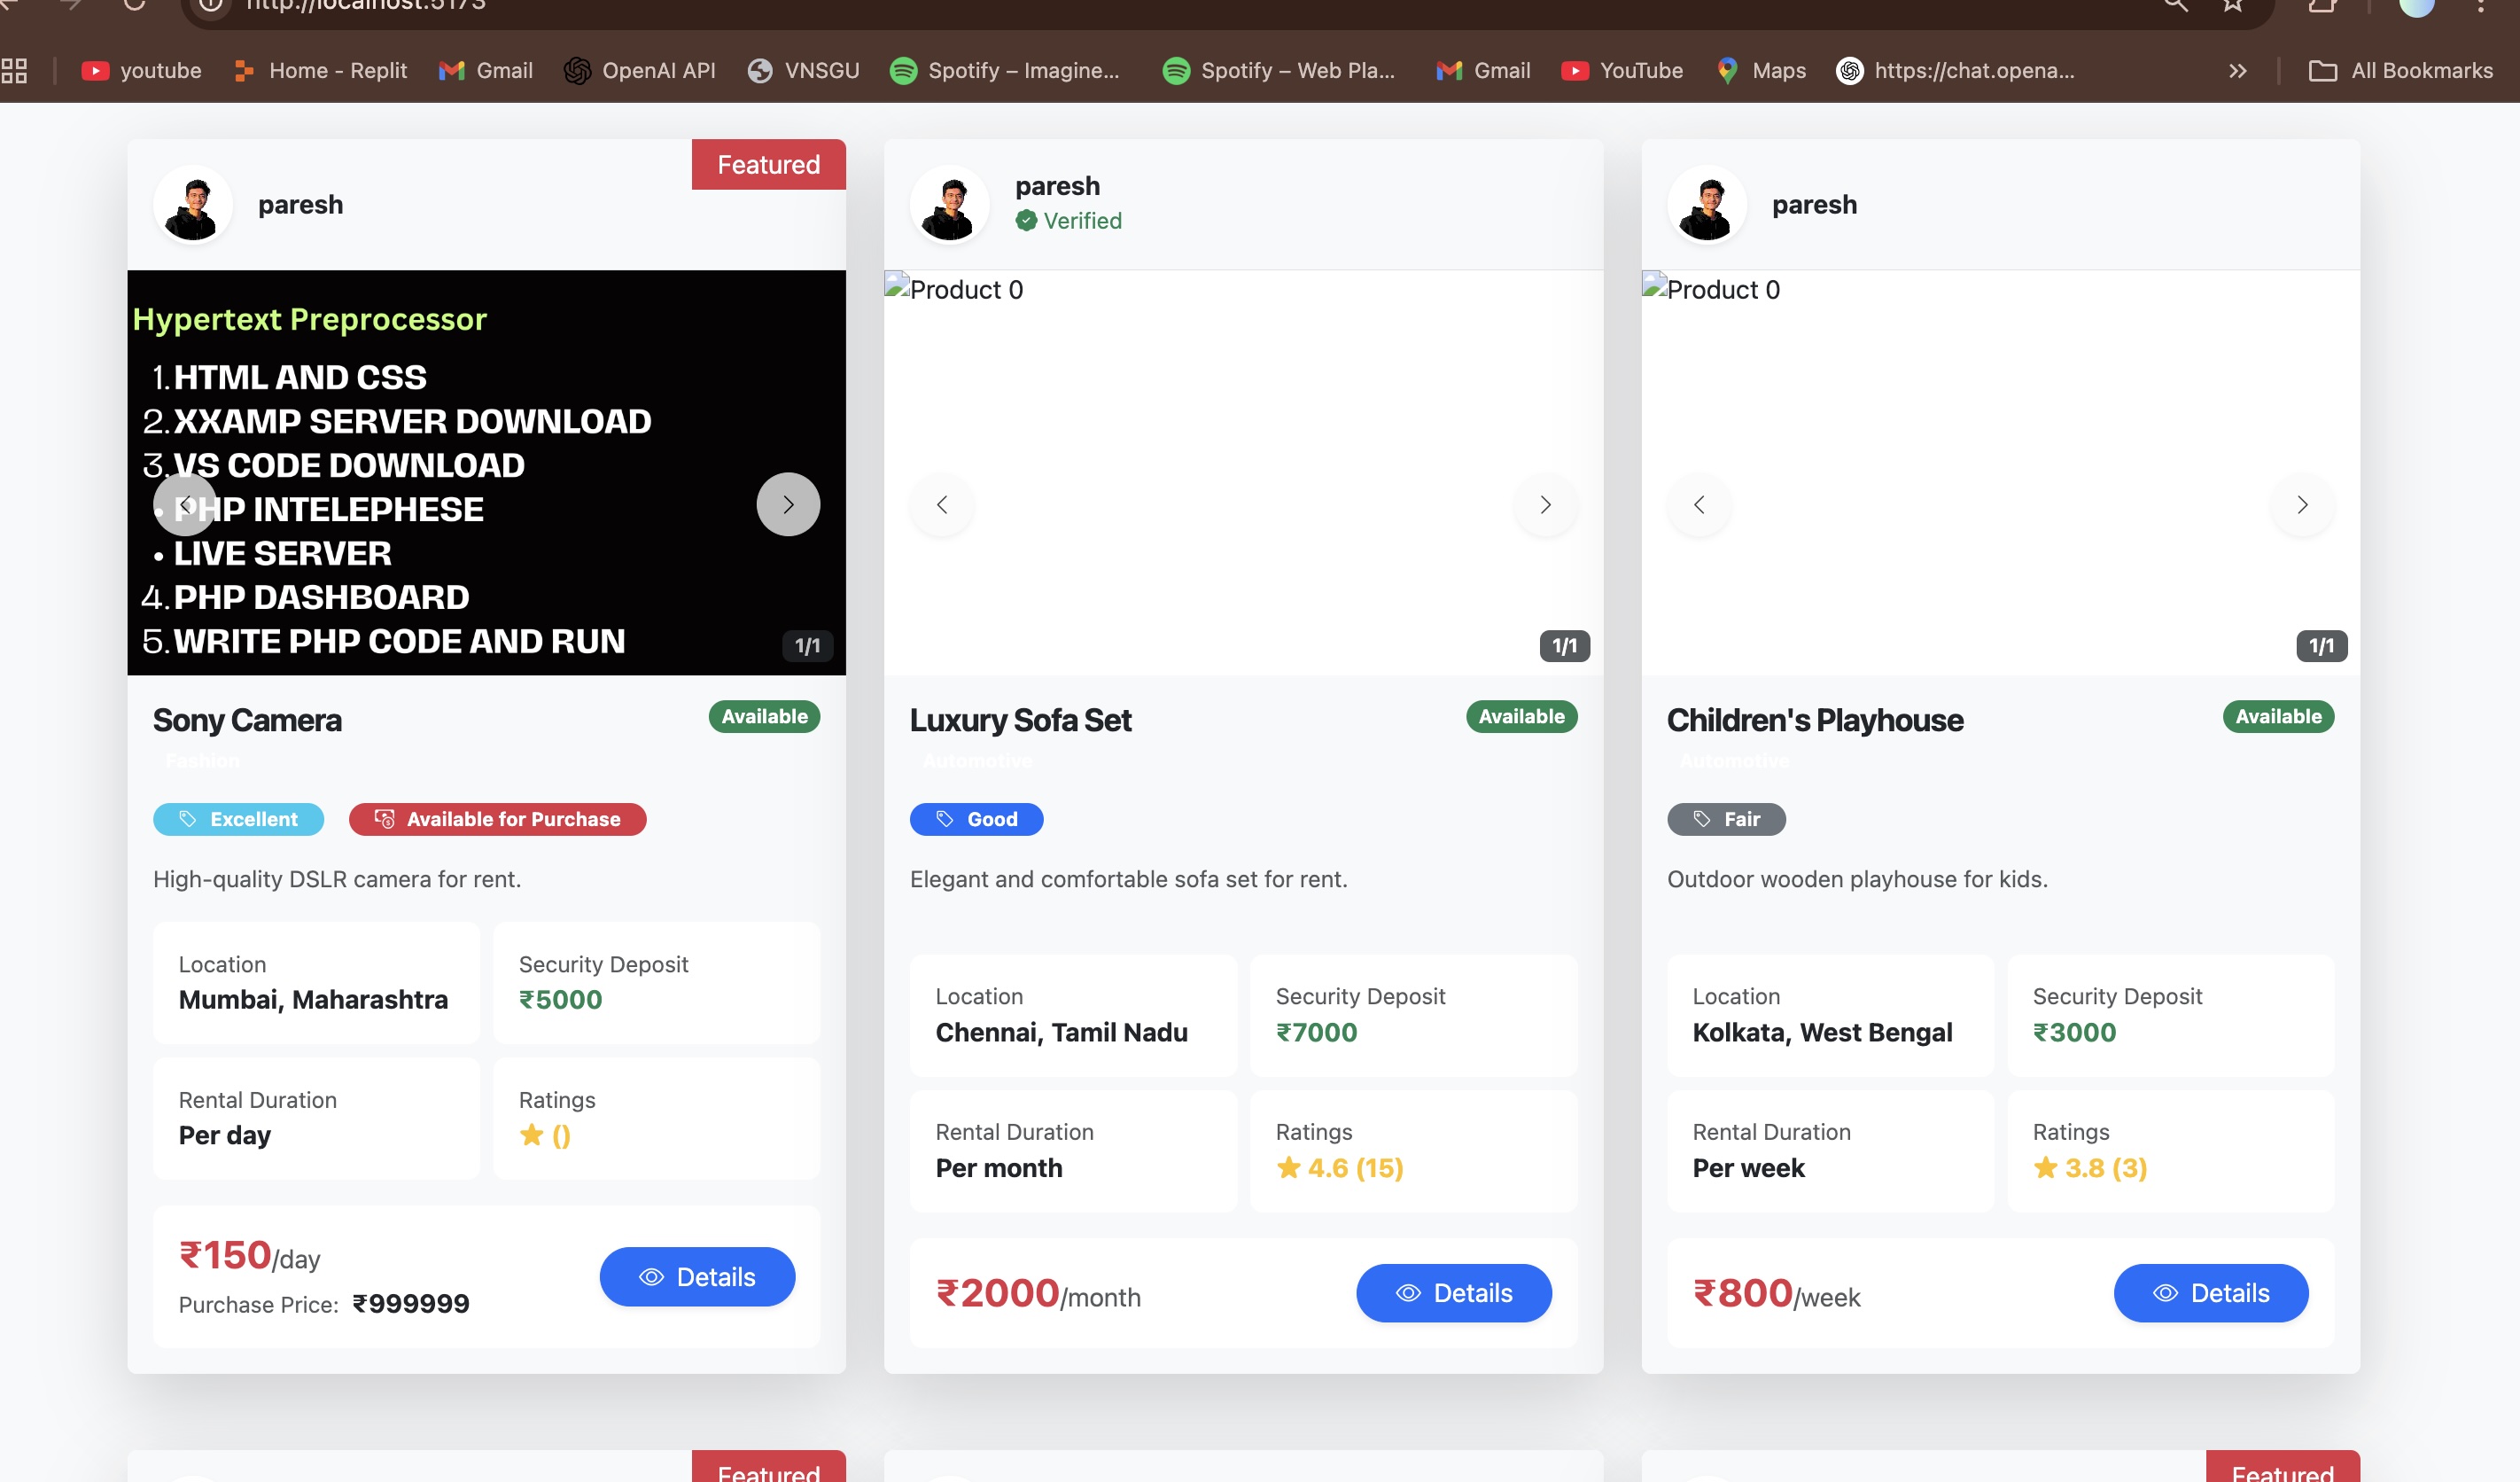 http://localhost:5173
youtube
Home - Replit
Gmail
OpenAI API
VNSGU
Spotify – Imagine...
Spotify – Web Pla...
Gmail
YouTube
Maps
https://chat.opena...
All Bookmarks
Featured
paresh
Hypertext Preprocessor
1. HTML AND CSS
2. XXAMP SERVER DOWNLOAD
3. VS CODE DOWNLOAD
• PHP INTELEPHESE
• LIVE SERVER
4. PHP DASHBOARD
5. WRITE PHP CODE AND RUN
1/1
Sony Camera
Available
Fashion
Excellent
Available for Purchase
High-quality DSLR camera for rent.
Location
Mumbai, Maharashtra
Security Deposit
₹5000
Rental Duration
Per day
Ratings
()
₹150/day
Purchase Price: ₹999999
Details
paresh
Verified
Product 0
1/1
Luxury Sofa Set
Available
Automotive
Good
Elegant and comfortable sofa set for rent.
Location
Chennai, Tamil Nadu
Security Deposit
₹7000
Rental Duration
Per month
Ratings
4.6 (15)
₹2000/month
Details
paresh
Product 0
1/1
Children's Playhouse
Available
Automotive
Fair
Outdoor wooden playhouse for kids.
Location
Kolkata, West Bengal
Security Deposit
₹3000
Rental Duration
Per week
Ratings
3.8 (3)
₹800/week
Details
Featured
Featured